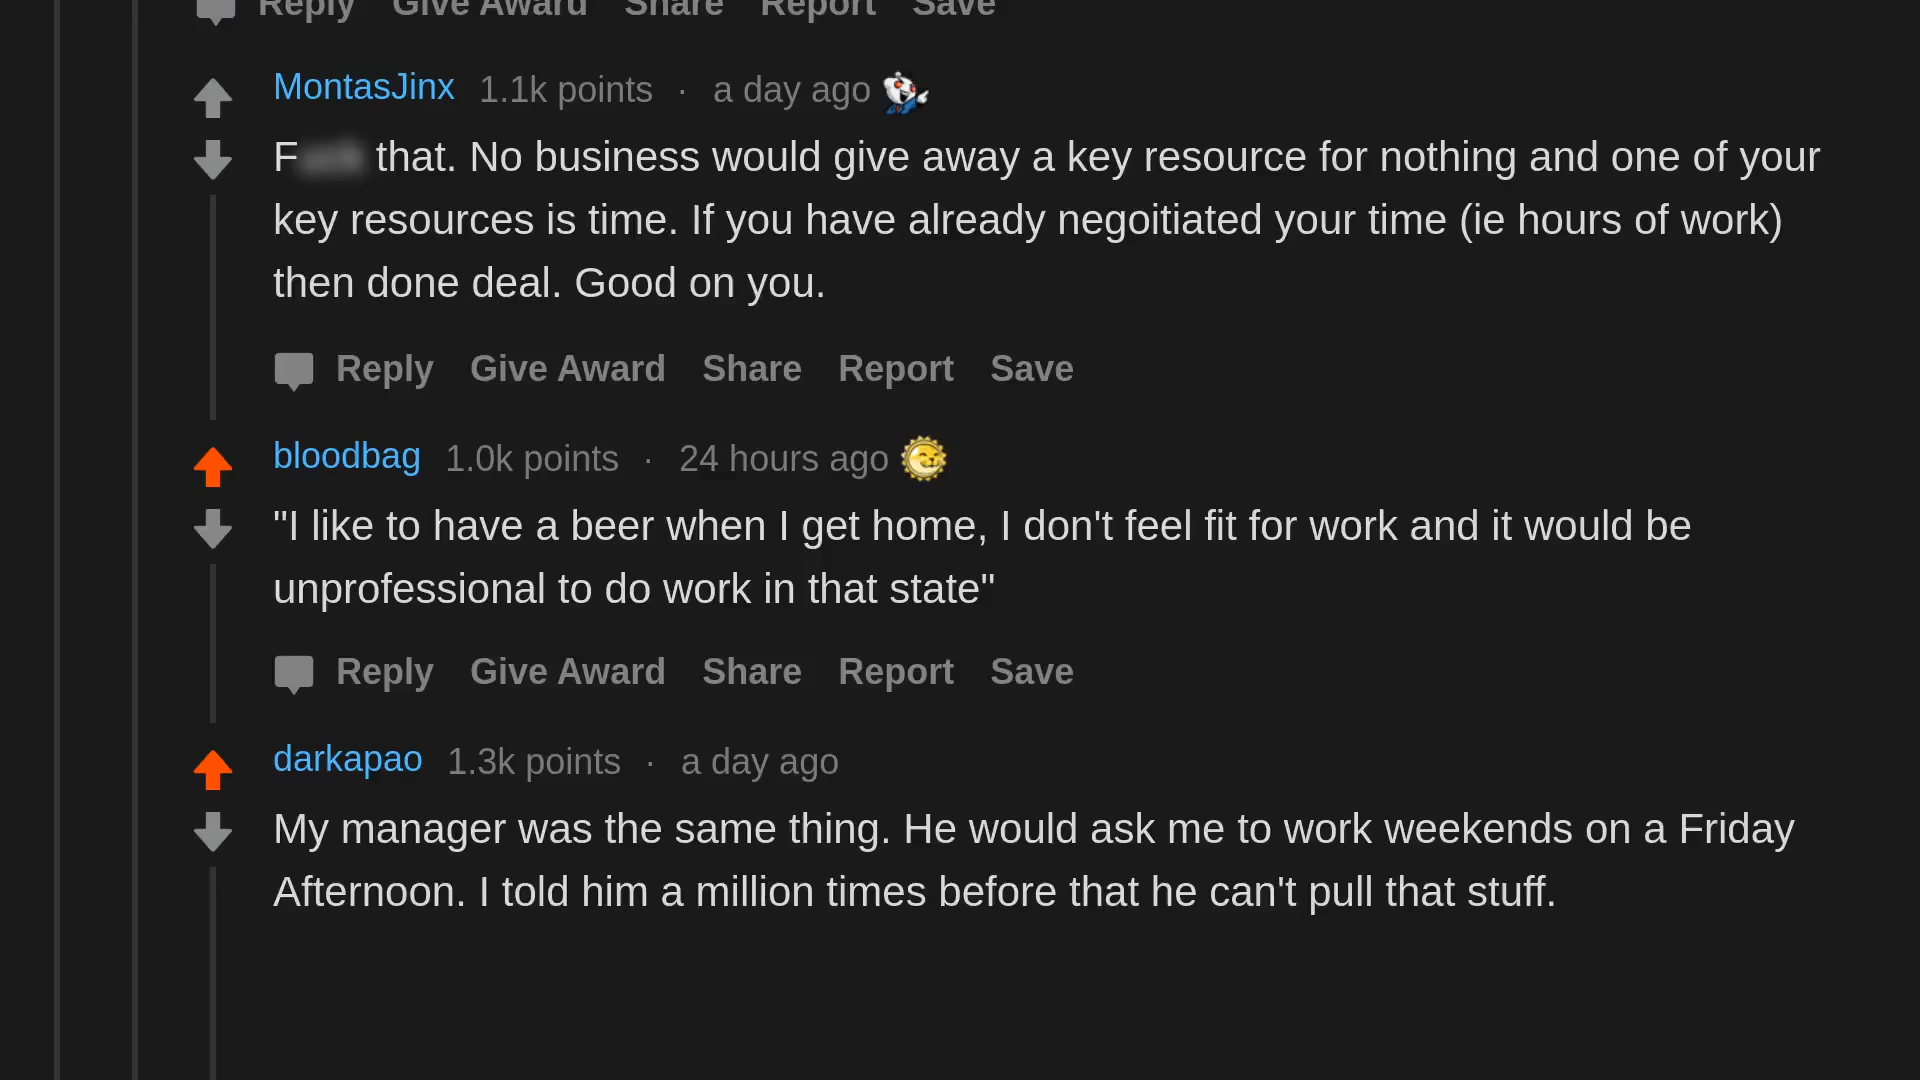 Reply Give Award Share Report Save
MontasJinx 1.1k points · a day ago
F that. No business would give away a key resource for nothing and one of your
key resources is time. If you have already negoitiated your time (ie hours of work)
then done deal. Good on you.
Reply Give Award Share Report Save
bloodbag 1.0k points · 24 hours ago
"I like to have a beer when I get home, I don't feel fit for work and it would be
unprofessional to do work in that state"
Reply Give Award Share Report Save
darkapao 1.3k points · a day ago
My manager was the same thing. He would ask me to work weekends on a Friday
Afternoon. I told him a million times before that he can't pull that stuff.